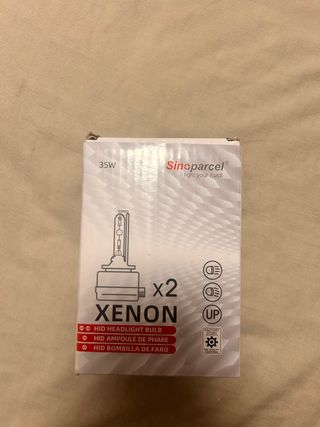 35W
Sinoparcel®
light your road!
x2
XENON
HID HEADLIGHT BULB
HID AMPOULE DE PHARE
HID BOMBILLA DE FARO
UP